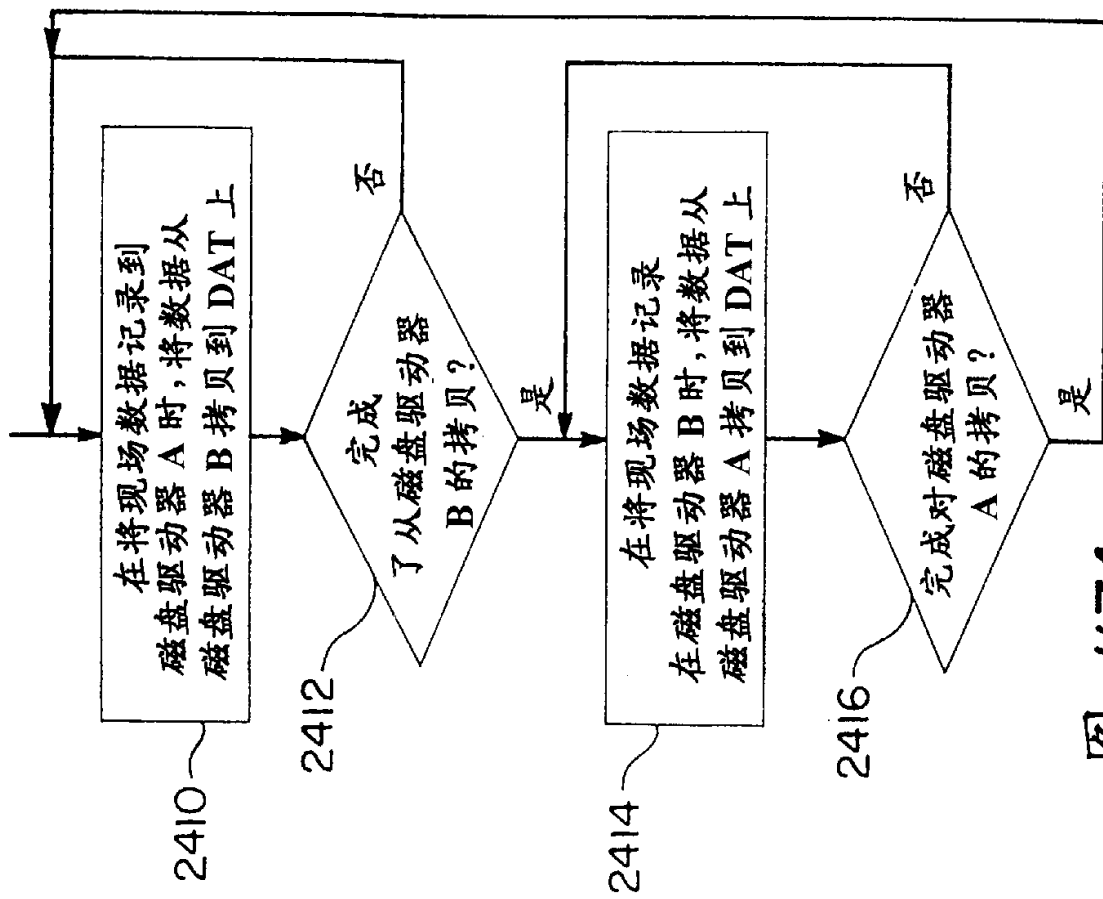 在将现场数据记录到
磁盘驱动器 A 时，将数据从
磁盘驱动器 B 拷贝到 DAT 上
2410
完成
了从磁盘驱动器
B 的拷贝？
否
2412
是
在将现场数据记录
在磁盘驱动器 B 时，将数据从
磁盘驱动器 A 拷贝到 DAT 上
2414
完成对磁盘驱动器
A 的拷贝？
否
2416
是
图